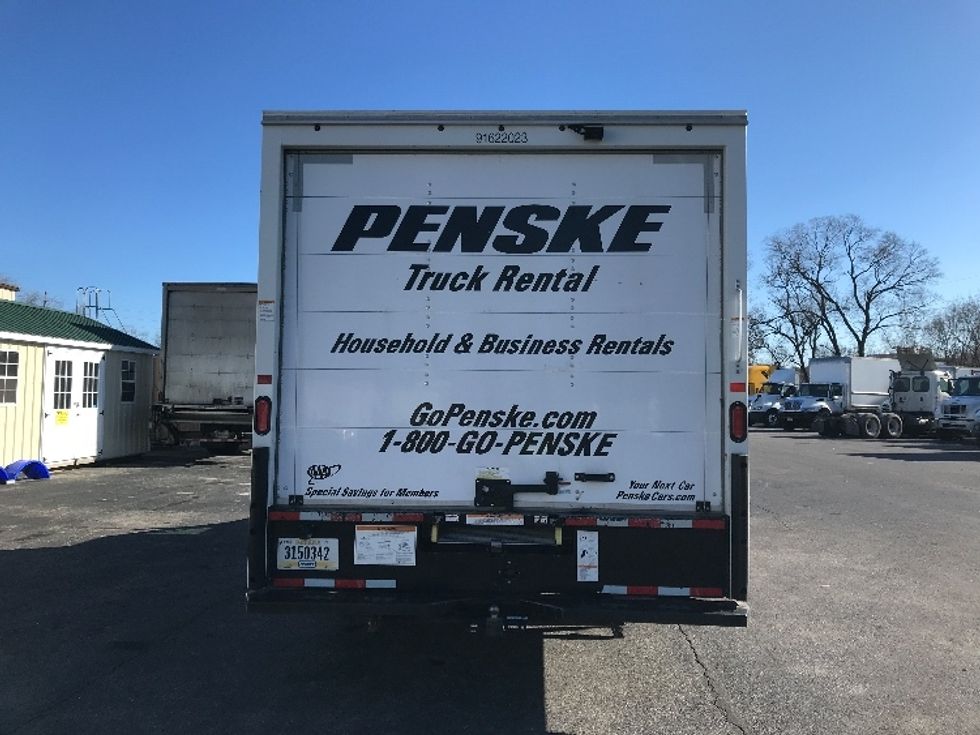 91622023
PENSKE
Truck Rental
Household & Business Rentals
GoPenske.com
1-800-GO-PENSKE
AAA
Special Savings for Members
Your Next Car
PenskeCars.com
3150342